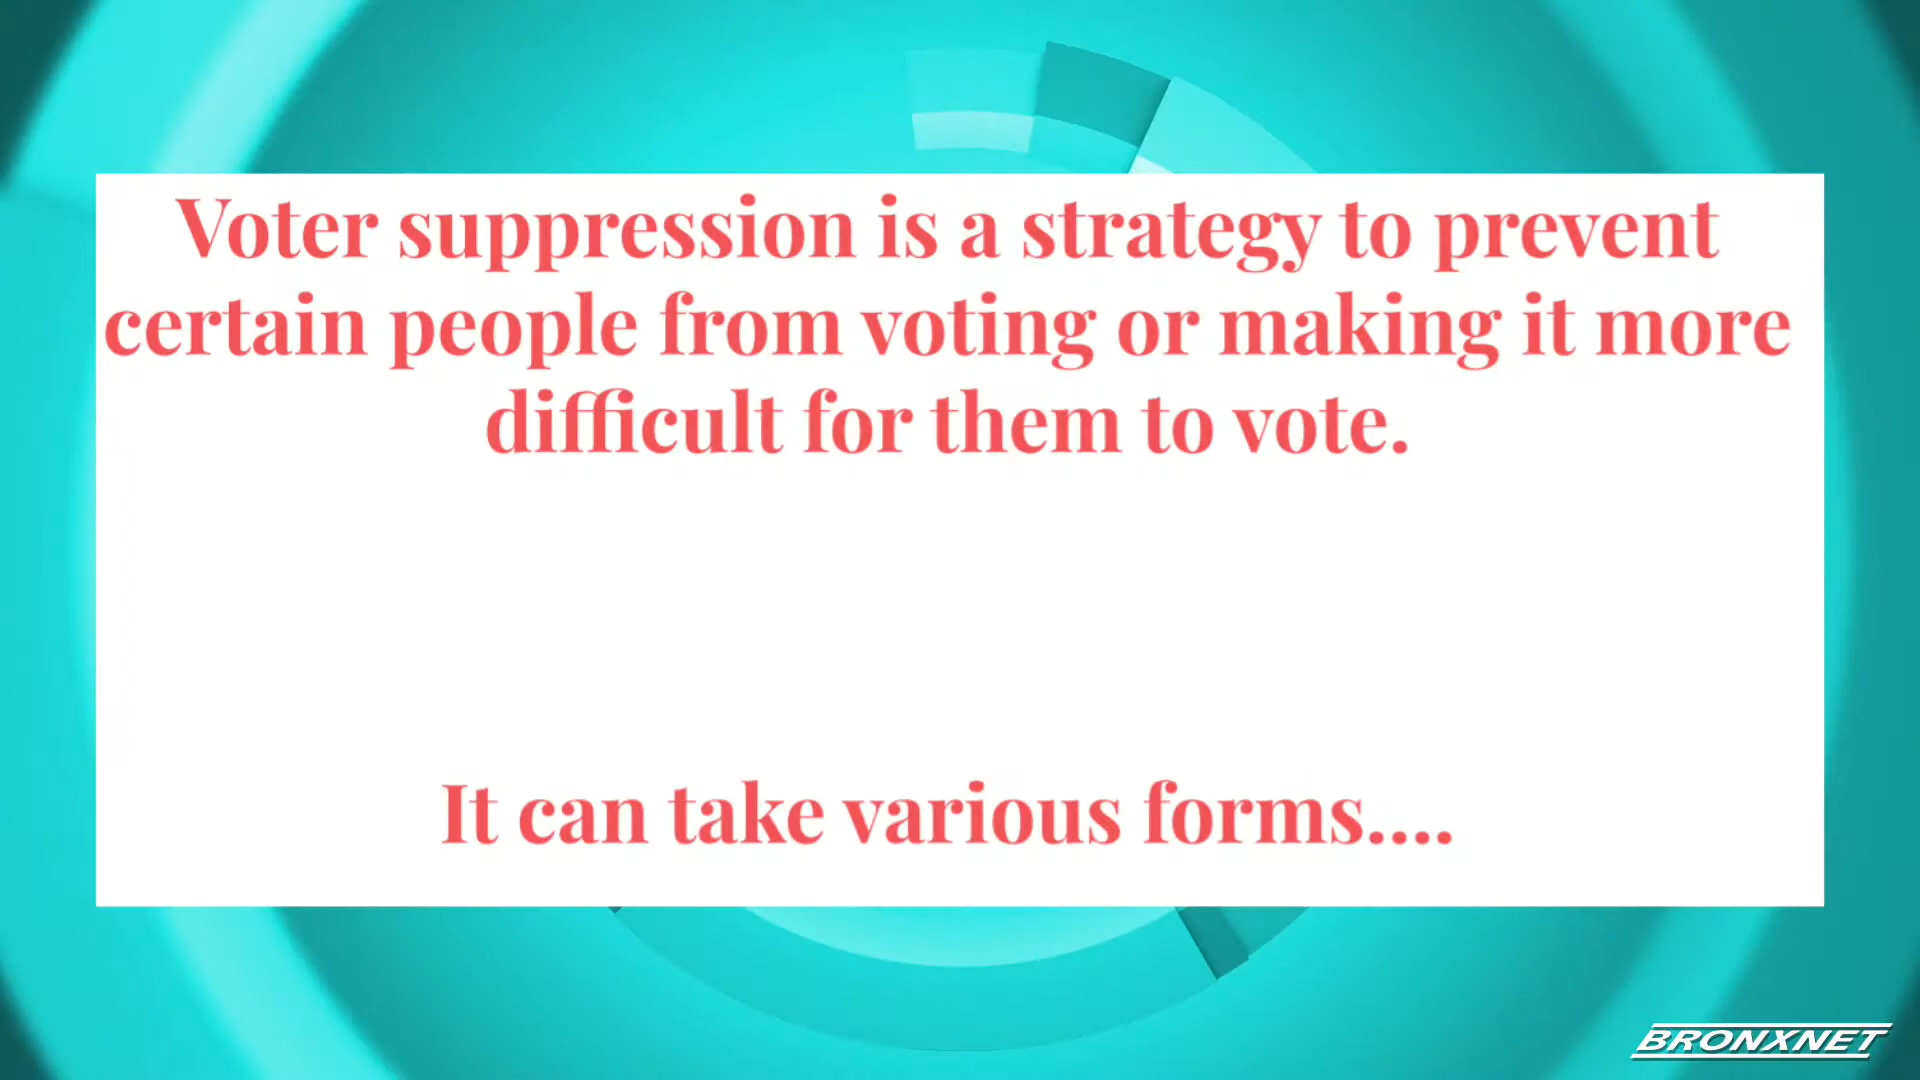 Voter suppression is a strategy to prevent
certain people from voting or making it more
difficult for them to vote.
It can take various forms....
BRONXNET